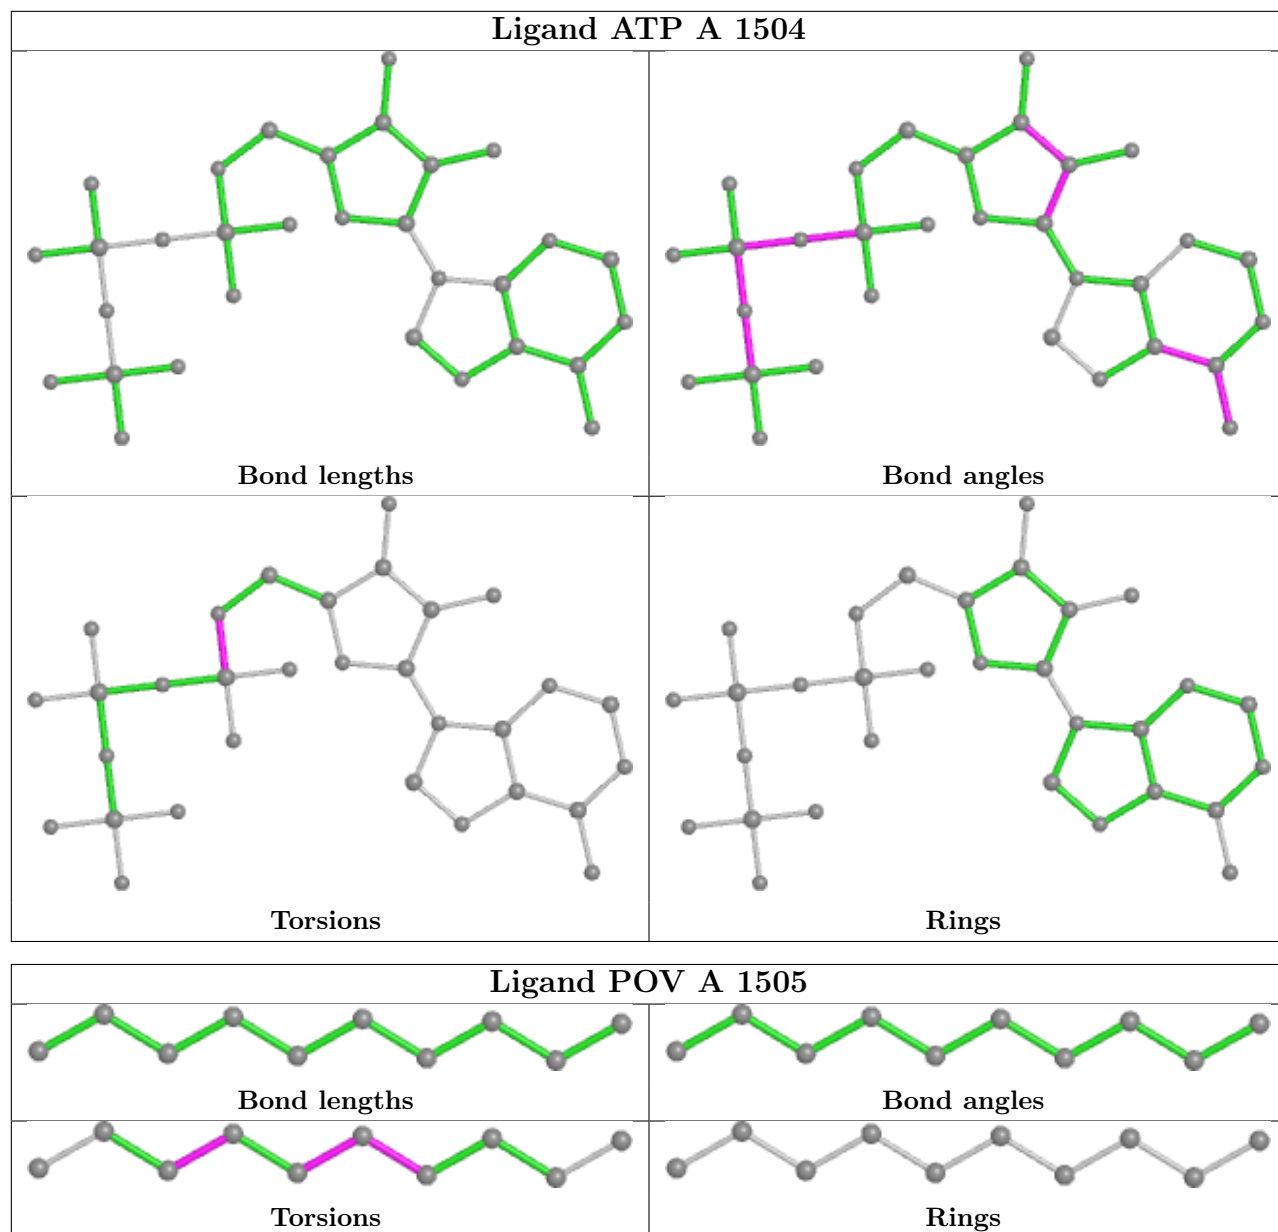 Ligand ATP A 1504
Bond lengths
Bond angles
Torsions
Rings
Ligand POV A 1505
Bond lengths
Bond angles
Torsions
Rings